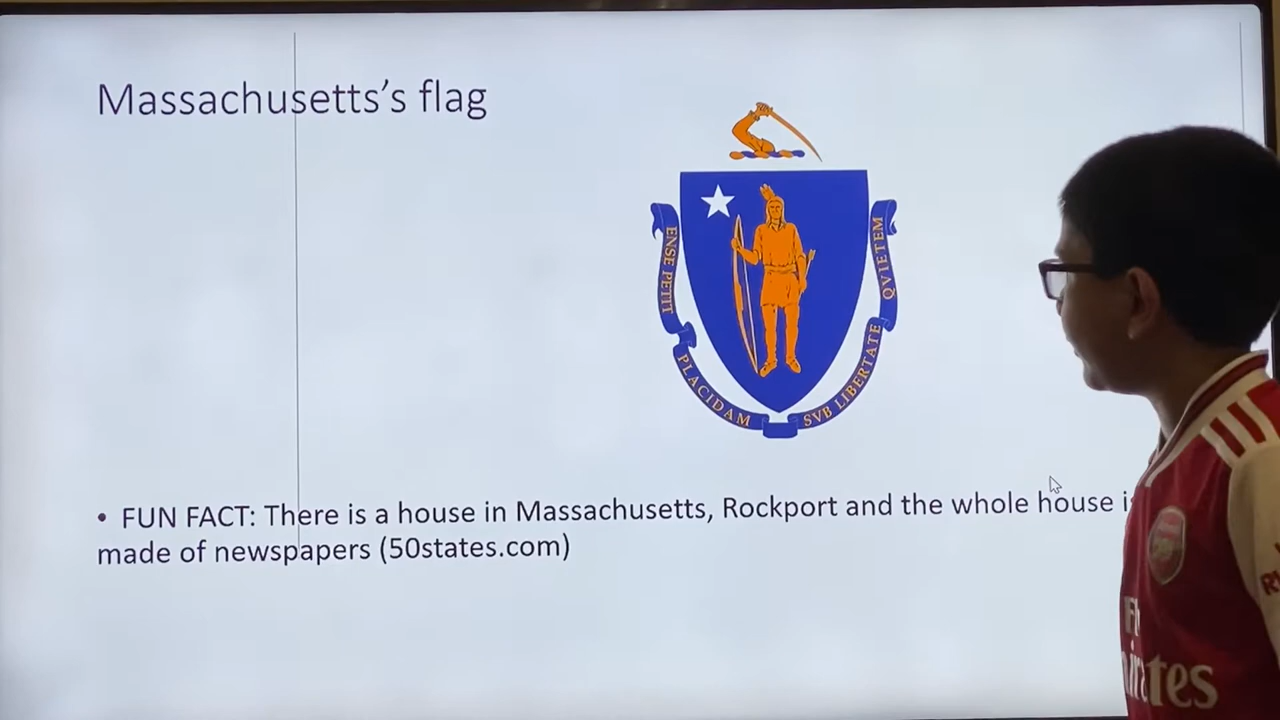 Massachusetts's flag
ENSE PETIT
PLACIDAM
SVB LIBERTATE
QVIETEM
• FUN FACT: There is a house in Massachusetts, Rockport and the whole house
made of newspapers (50states.com)